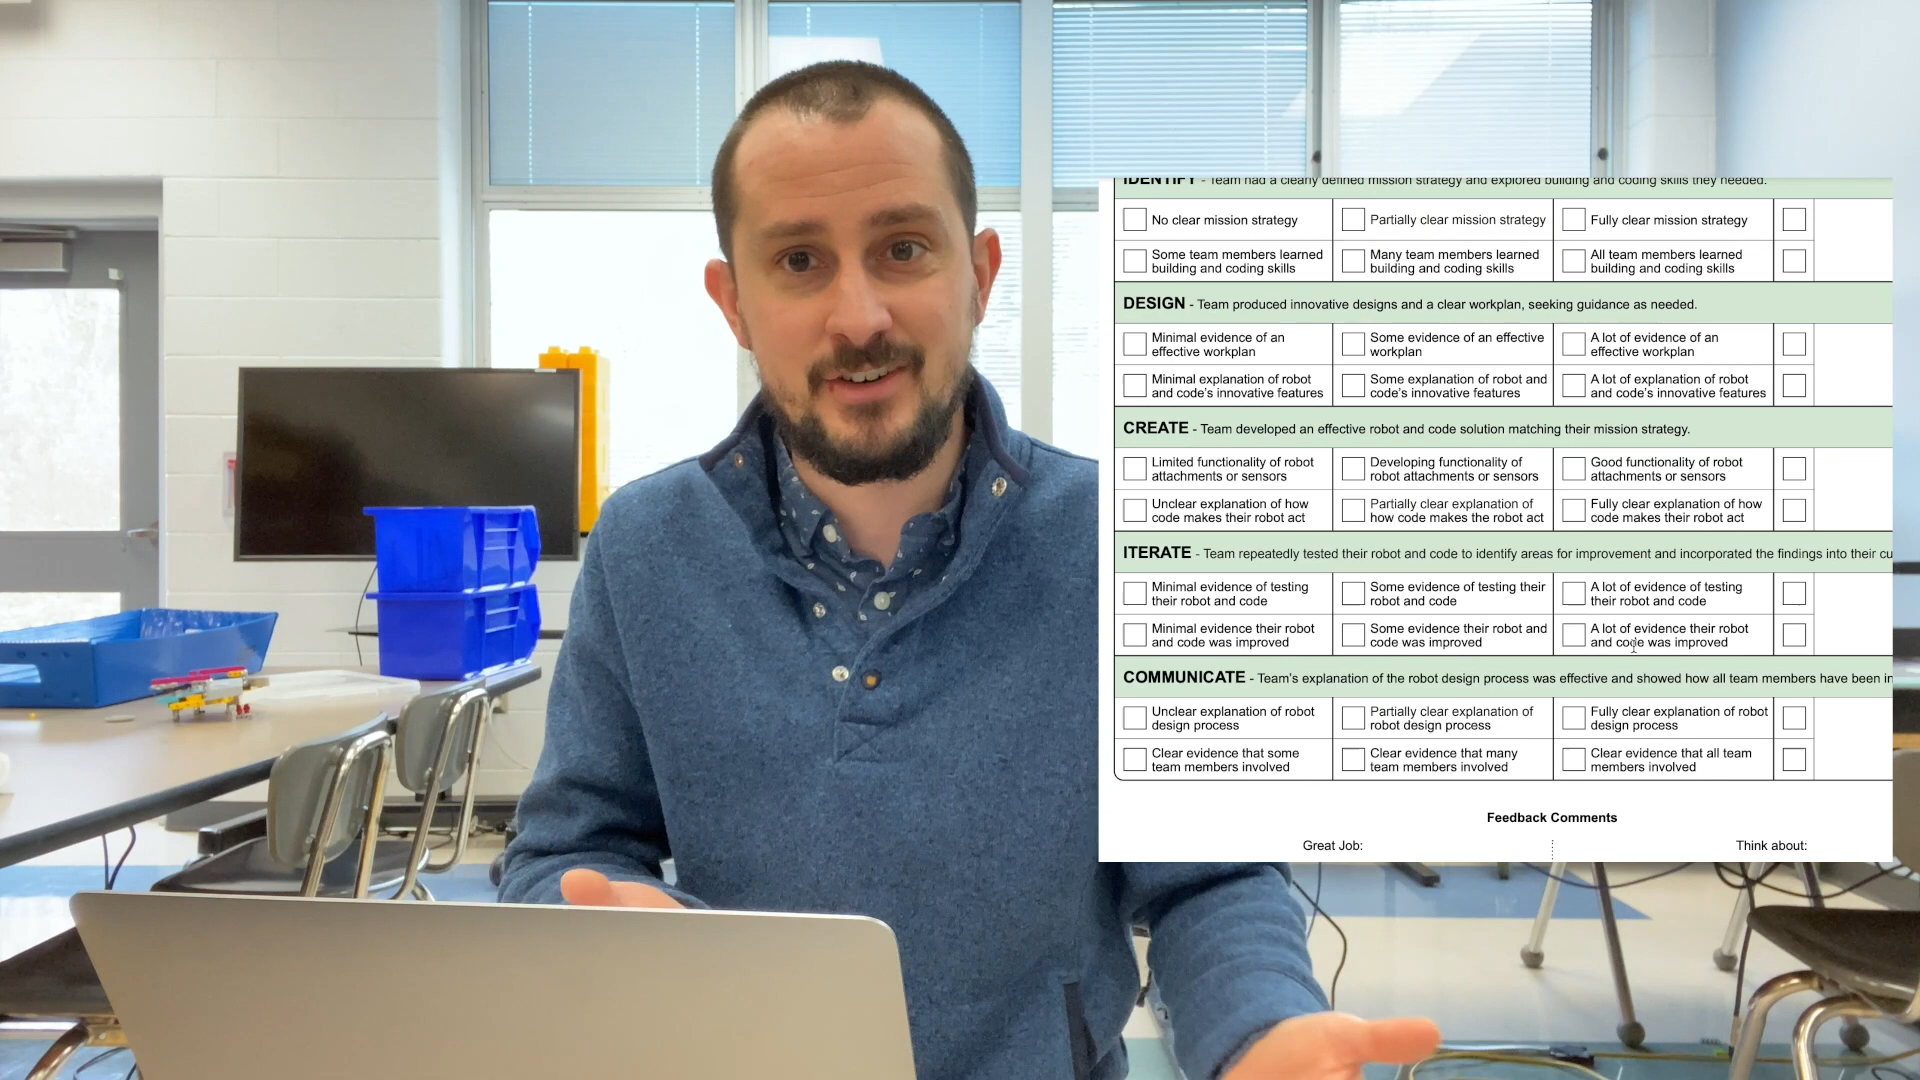 IDENTIFY - Team had a clearly defined mission strategy and explored building and coding skills they needed.
No clear mission strategy
Partially clear mission strategy
Fully clear mission strategy
Some team members learned
building and coding skills
Many team members learned
building and coding skills
All team members learned
building and coding skills
DESIGN - Team produced innovative designs and a clear workplan, seeking guidance as needed.
Minimal evidence of an
effective workplan
Some evidence of an effective
workplan
A lot of evidence of an
effective workplan
Minimal explanation of robot
and code's innovative features
Some explanation of robot and
code's innovative features
A lot of explanation of robot
and code's innovative features
CREATE - Team developed an effective robot and code solution matching their mission strategy.
Limited functionality of robot
attachments or sensors
Developing functionality of
robot attachments or sensors
Good functionality of robot
attachments or sensors
Unclear explanation of how
code makes their robot act
Partially clear explanation of
how code makes the robot act
Fully clear explanation of how
code makes their robot act
ITERATE - Team repeatedly tested their robot and code to identify areas for improvement and incorporated the findings into their cu
Minimal evidence of testing
their robot and code
Some evidence of testing their
robot and code
A lot of evidence of testing
their robot and code
Minimal evidence their robot
and code was improved
Some evidence their robot and
code was improved
A lot of evidence their robot
and code was improved
COMMUNICATE - Team's explanation of the robot design process was effective and showed how all team members have been in
Unclear explanation of robot
design process
Partially clear explanation of
robot design process
Fully clear explanation of robot
design process
Clear evidence that some
team members involved
Clear evidence that many
team members involved
Clear evidence that all team
members involved
Feedback Comments
Great Job:
Think about: